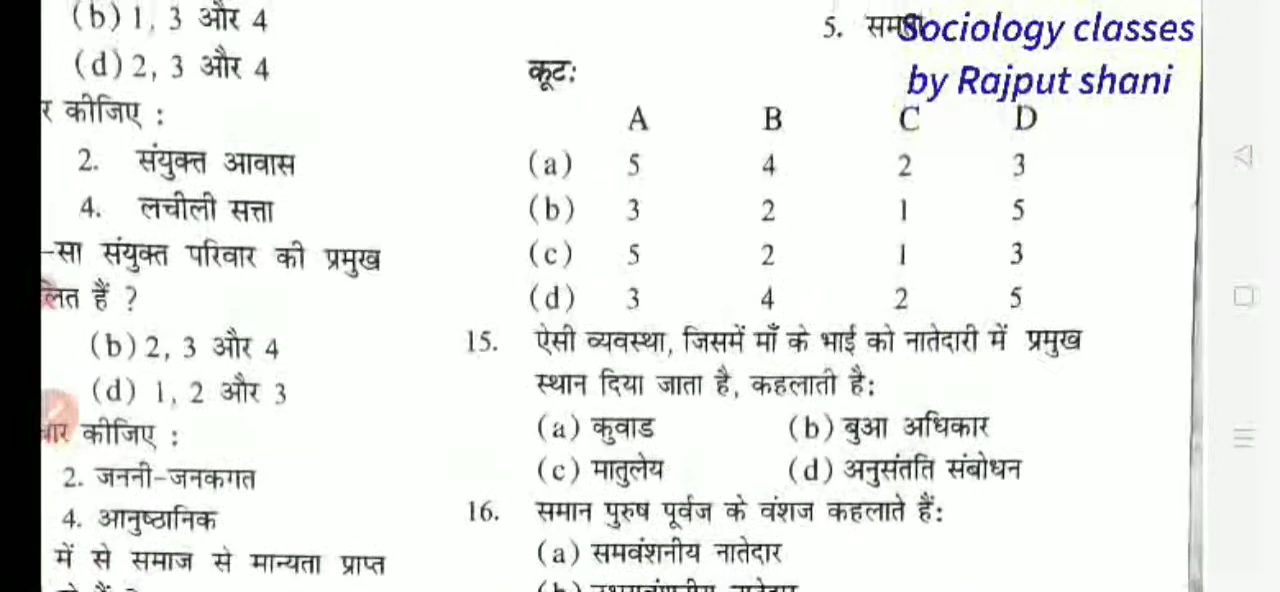 (b) 1, 3 और 4
(d) 2, 3 और 4
र कीजिए :
2. संयुक्त आवास
4. लचीली सत्ता
-सा संयुक्त परिवार की प्रमुख
लित हैं ?
(b) 2, 3 और 4
(d) 1, 2 और 3
कीजिए :
2. जननी-जनकगत
4. आनुष्ठानिक
में से समाज से मान्यता प्राप्त
5.
Sociology classes
by Rajput shani
कूट:
A B C D
(a) 5 4 2 3
(b) 3 2 1 5
(c) 5 2 1 3
(d) 3 4 2 5
15. ऐसी व्यवस्था, जिसमें माँ के भाई को नातेदारी में प्रमुख
स्थान दिया जाता है, कहलाती है:
(a) कुवाड (b) बुआ अधिकार
(c) मातुलेय (d) अनुसंतति संबोधन
16. समान पुरुष पूर्वज के वंशज कहलाते हैं:
(a) समवंशनीय नातेदार